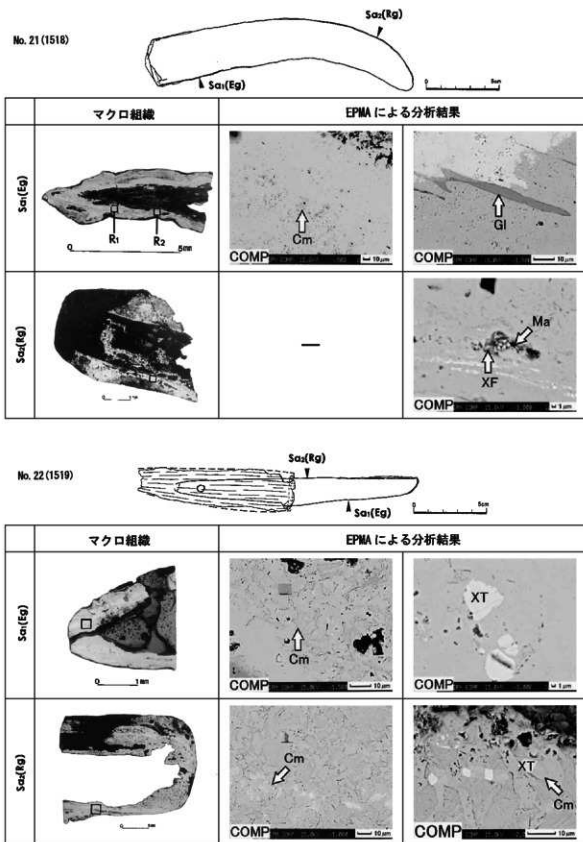 Sa₂(Rg)
No. 21 (1518)
Sa₁(Eg)
0 5cm
マクロ組織 EPMA による分析結果
Sa₁(Eg)
Cm
Gl
R₁ R₂
0 5mm
COMP 10μm
COMP 10μm
Sa₂(Rg)
Ma
XF
COMP 1μm
Sa₂(Rg)
No. 22 (1519)
Sa₁(Eg)
0 5cm
マクロ組織 EPMA による分析結果
Sa₁(Eg)
XT
Cm
0 1mm
COMP 10μm
COMP 1μm
Sa₂(Rg)
Cm
XT
Cm
COMP 10μm
COMP 10μm